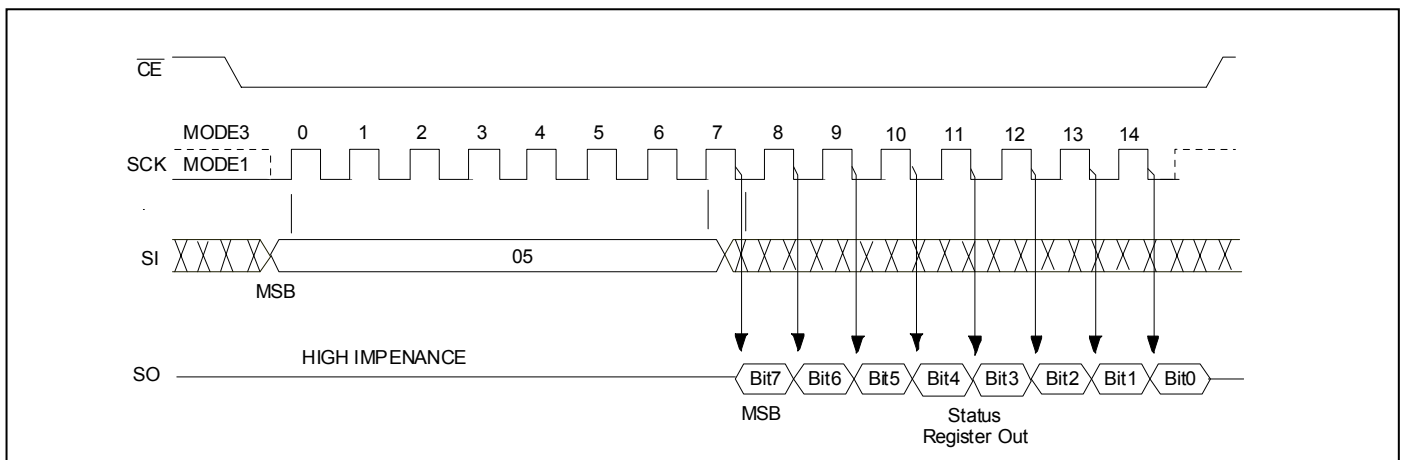 CE
MODE3 0 1 2 3 4 5 6 7 8 9 10 11 12 13 14
SCK MODE1
SI 05
MSB
HIGH IMPENANCE
SO Bit7 Bit6 Bit5 Bit4 Bit3 Bit2 Bit1 Bit0
MSB Status
Register Out